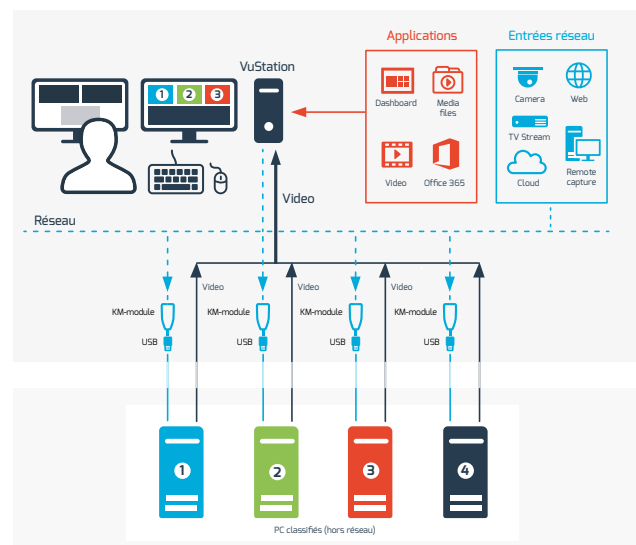 Applications
Entrées réseau
VuStation
1 2 3
Dashboard
Media
files
Camera
Web
TV Stream
Video
Office 365
Cloud
Remote
capture
Video
Réseau
Video Video Video
KM-module KM-module KM-module KM-module
USB USB USB USB
1 2 3 4
PC classifiés (hors réseau)